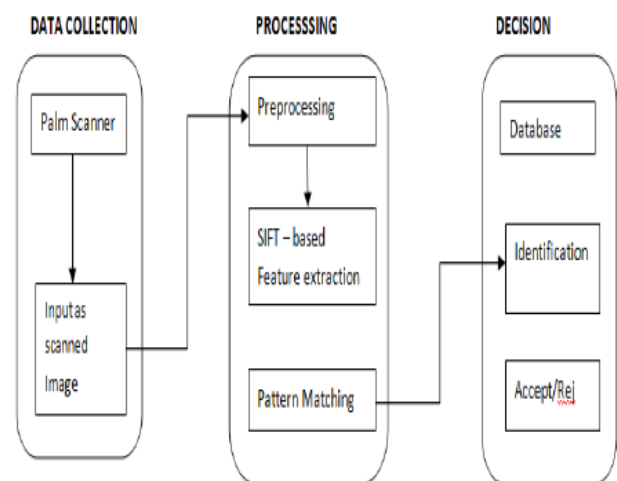 DATA COLLECTION
Palm Scanner
Input as
scanned
Image
PROCESSSING
Preprocessing
SIFT – based
Feature extraction
Pattern Matching
DECISION
Database
Identification
Accept/Rej